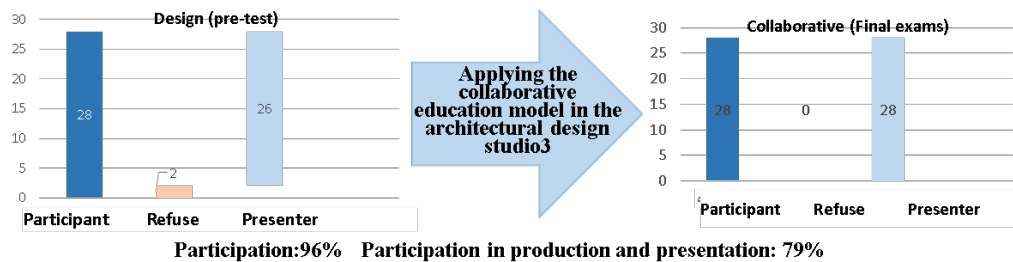 Design (pre-test)
30
25
20
15
10
5
0
28
2
26
Participant Refuse Presenter
Applying the
collaborative
education model in the
architectural design
studio3
Collaborative (Final exams)
30
25
20
15
10
5
0
28
0
28
Participant Refuse Presenter
Participation:96% Participation in production and presentation: 79%